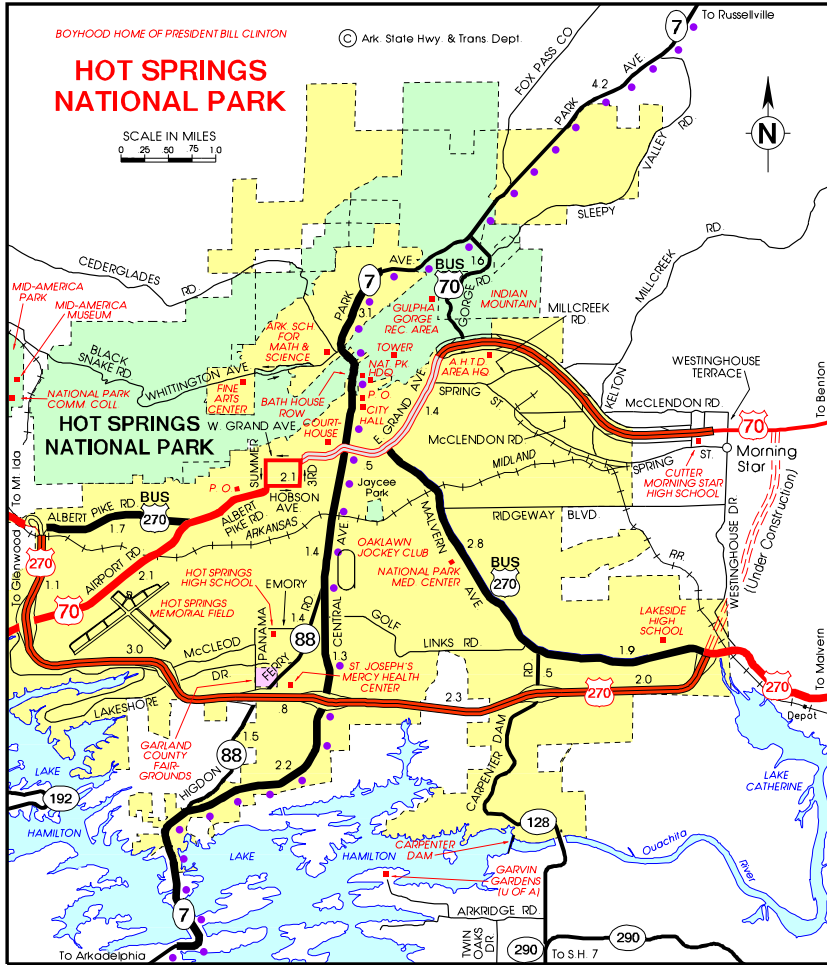 BOYHOOD HOME OF PRESIDENT BILL CLINTON
HOT SPRINGS
NATIONAL PARK
© Ark. State Hwy. & Trans. Dept.
SCALE IN MILES
0 .25 .50 .75 1.0
To Russellville
7
FOX PASS CO
PARK AVE
4.2
VALLEY RD.
SLEEPY
N
MILLCREEK RD.
CEDERGLADES RD.
MID-AMERICA
PARK
MID-AMERICA
MUSEUM
BLACK
SNAKE RD
WHITTINGTON AVE
NATIONAL PARK
COMM. COLL
HOT SPRINGS
NATIONAL PARK
7
PARK AVE.
3.1
BUS
70
16
GORGE RD
GULPHA
GORGE
REC AREA
INDIAN
MOUNTAIN
MILLCREEK
RD.
ARK. SCH.
FOR
MATH &
SCIENCE
TOWER
NAT. PK.
HDQ
P O
CITY
HALL
FINE
ARTS
CENTER
BATH HOUSE
ROW
COURT-
HOUSE
W. GRAND AVE.
E GRAND AVE
1.4
A.H.T.D.
AREA HQ.
SPRING
ST.
KELTON
WESTINGHOUSE
TERRACE
McCLENDON RD.
McCLENDON RD.
70
To Benton
Morning
Star
SPRING ST.
CUTTER
MORNING STAR
HIGH SCHOOL
SUMMER
2.1
3RD
HOBSON
AVE.
P O
5
Jaycee
Park
MIDLAND
To Mt. Ida
To Glenwood
ALBERT PIKE RD.
BUS
270
1.7
ALBERT
PIKE RD.
ARKANSAS
RIDGEWAY BLVD.
MALVERN AVE
2.8
BUS
270
RR.
WESTINGHOUSE DR
(Under Construction)
270
1.1
AIRPORT RD.
2.1
70
1.4
OAKLAWN
JOCKEY CLUB
NATIONAL PARK
MED CENTER
HOT SPRINGS
HIGH SCHOOL
EMORY
HOT SPRINGS
MEMORIAL FIELD
1.4
RD
88
CENTRAL AVE
GOLF
LINKS RD.
LAKESIDE
HIGH
SCHOOL
3.0
McCLEOD
DR.
PANAMA
FERRY
1.3
ST. JOSEPH'S
MERCY HEALTH
CENTER
1.9
RD
5
2.0
270
270
To Malvern
Depot
LAKESHORE
8
2.3
GARLAND
COUNTY
FAIR-
GROUNDS
1.5
88
HIGDON
2.2
CARPENTER DAM
LAKE
192
HAMILTON
LAKE
HAMILTON
LAKE
CATHERINE
128
CARPENTER
DAM
Ouachita
River
GARVIN
GARDENS
(U OF A)
7
ARKRIDGE RD.
To Arkadelphia
TWIN
OAKS
DR.
290
To S.H. 7
290